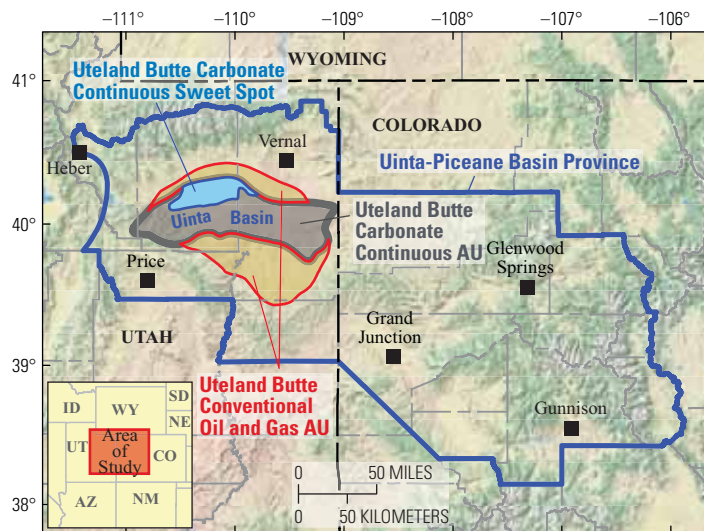 −111° −110° −109° −108° −107° −106°
41°
40°
39°
38°
WYOMING
Uteland Butte Carbonate
Continuous Sweet Spot
COLORADO
Vernal
Heber
Uinta-Piceane Basin Province
Uinta Basin
Uteland Butte
Carbonate
Continuous AU
Price
Glenwood
Springs
UTAH
Grand
Junction
Uteland Butte
Conventional
Oil and Gas AU
Gunnison
ID
WY
SD
NE
UT
Area
of
Study
CO
AZ
NM
0 50 MILES
0 50 KILOMETERS